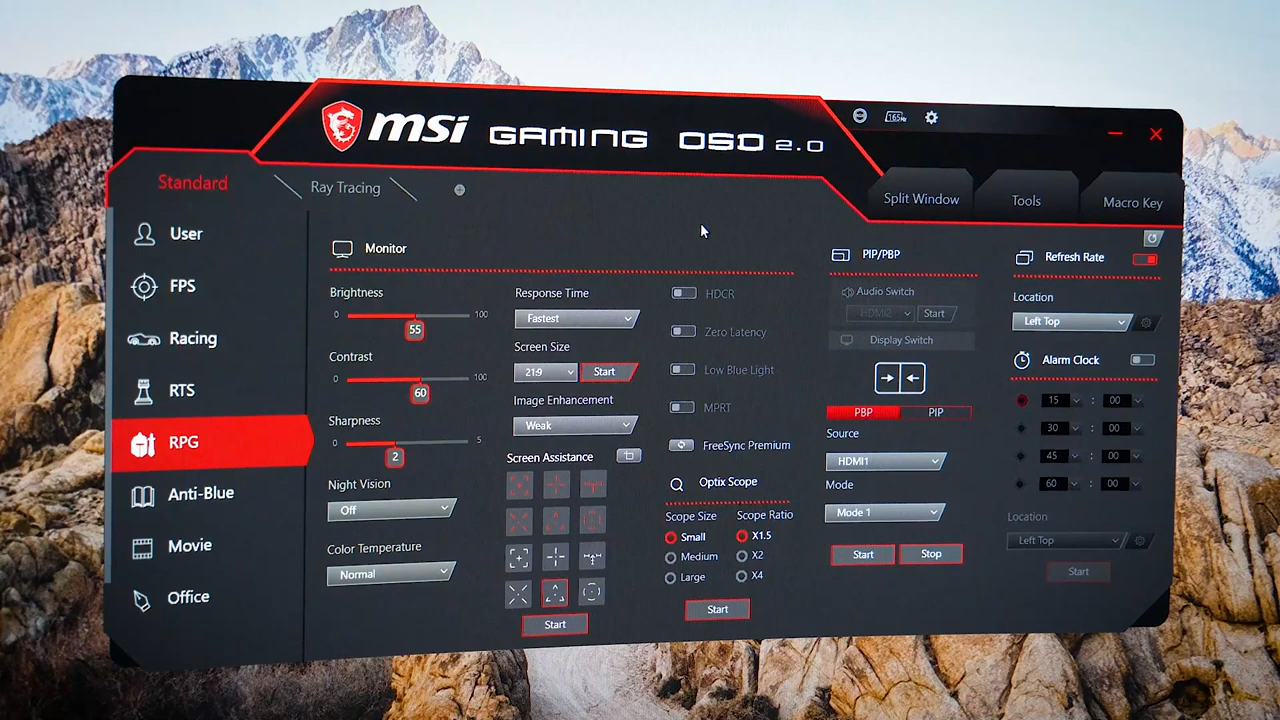 msi GAMING OSD 2.0
165Hz
Standard
Ray Tracing
Split Window
Tools
Macro Key
User
FPS
Racing
RTS
RPG
Anti-Blue
Movie
Office
Monitor
Brightness
0
100
55
Contrast
0
100
60
Sharpness
0
5
2
Night Vision
Off
Color Temperature
Normal
Response Time
Fastest
Screen Size
21:9
Start
Image Enhancement
Weak
Screen Assistance
Start
HDCR
Zero Latency
Low Blue Light
MPRT
FreeSync Premium
Optix Scope
Scope Size
Scope Ratio
Small
X1.5
Medium
X2
Large
X4
Start
PIP/PBP
Audio Switch
HDMI2
Start
Display Switch
PBP
PIP
Source
HDMI1
Mode
Mode 1
Start
Stop
Refresh Rate
Location
Left Top
Alarm Clock
15 : 00
30 : 00
45 : 00
60 : 00
Location
Left Top
Start